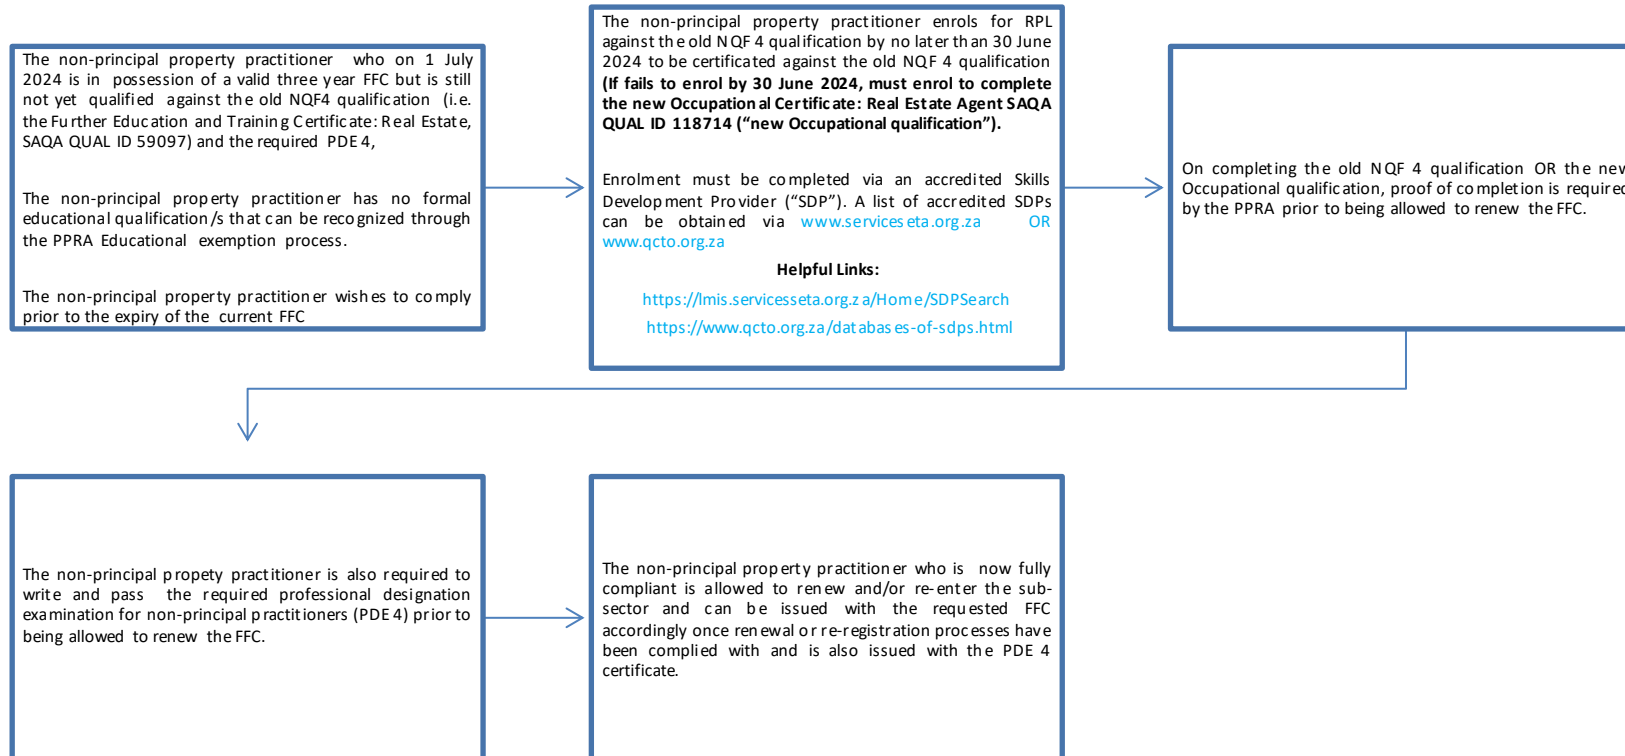 The non-principal property practitioner who on 1 July
2024 is in possession of a valid three year FFC but is still
not yet qualified against the old NQF4 qualification (i.e.
the Further Education and Training Certificate: Real Estate,
SAQA QUAL ID 59097) and the required PDE 4,
The non-principal property practitioner has no formal
educational qualification/s that can be recognized through
the PPRA Educational exemption process.
The non-principal property practitioner wishes to comply
prior to the expiry of the current FFC
The non-principal property practitioner enrols for RPL
against the old NQF 4 qualification by no later than 30 June
2024 to be certificated against the old NQF 4 qualification
(If fails to enrol by 30 June 2024, must enrol to complete
the new Occupational Certificate: Real Estate Agent SAQA
QUAL ID 118714 (“new Occupational qualification”).
Enrolment must be completed via an accredited Skills
Development Provider (“SDP”). A list of accredited SDPs
can be obtained via www.serviceseta.org.za OR
www.qcto.org.za
Helpful Links:
https://lmis.servicesseta.org.za/Home/SDPSearch
https://www.qcto.org.za/databases-of-sdps.html
On completing the old NQF 4 qualification OR the new
Occupational qualification, proof of completion is required
by the PPRA prior to being allowed to renew the FFC.
The non-principal propety practitioner is also required to
write and pass the required professional designation
examination for non-principal practitioners (PDE 4) prior to
being allowed to renew the FFC.
The non-principal property practitioner who is now fully
compliant is allowed to renew and/or re-enter the sub-
sector and can be issued with the requested FFC
accordingly once renewal or re-registration processes have
been complied with and is also issued with the PDE 4
certificate.